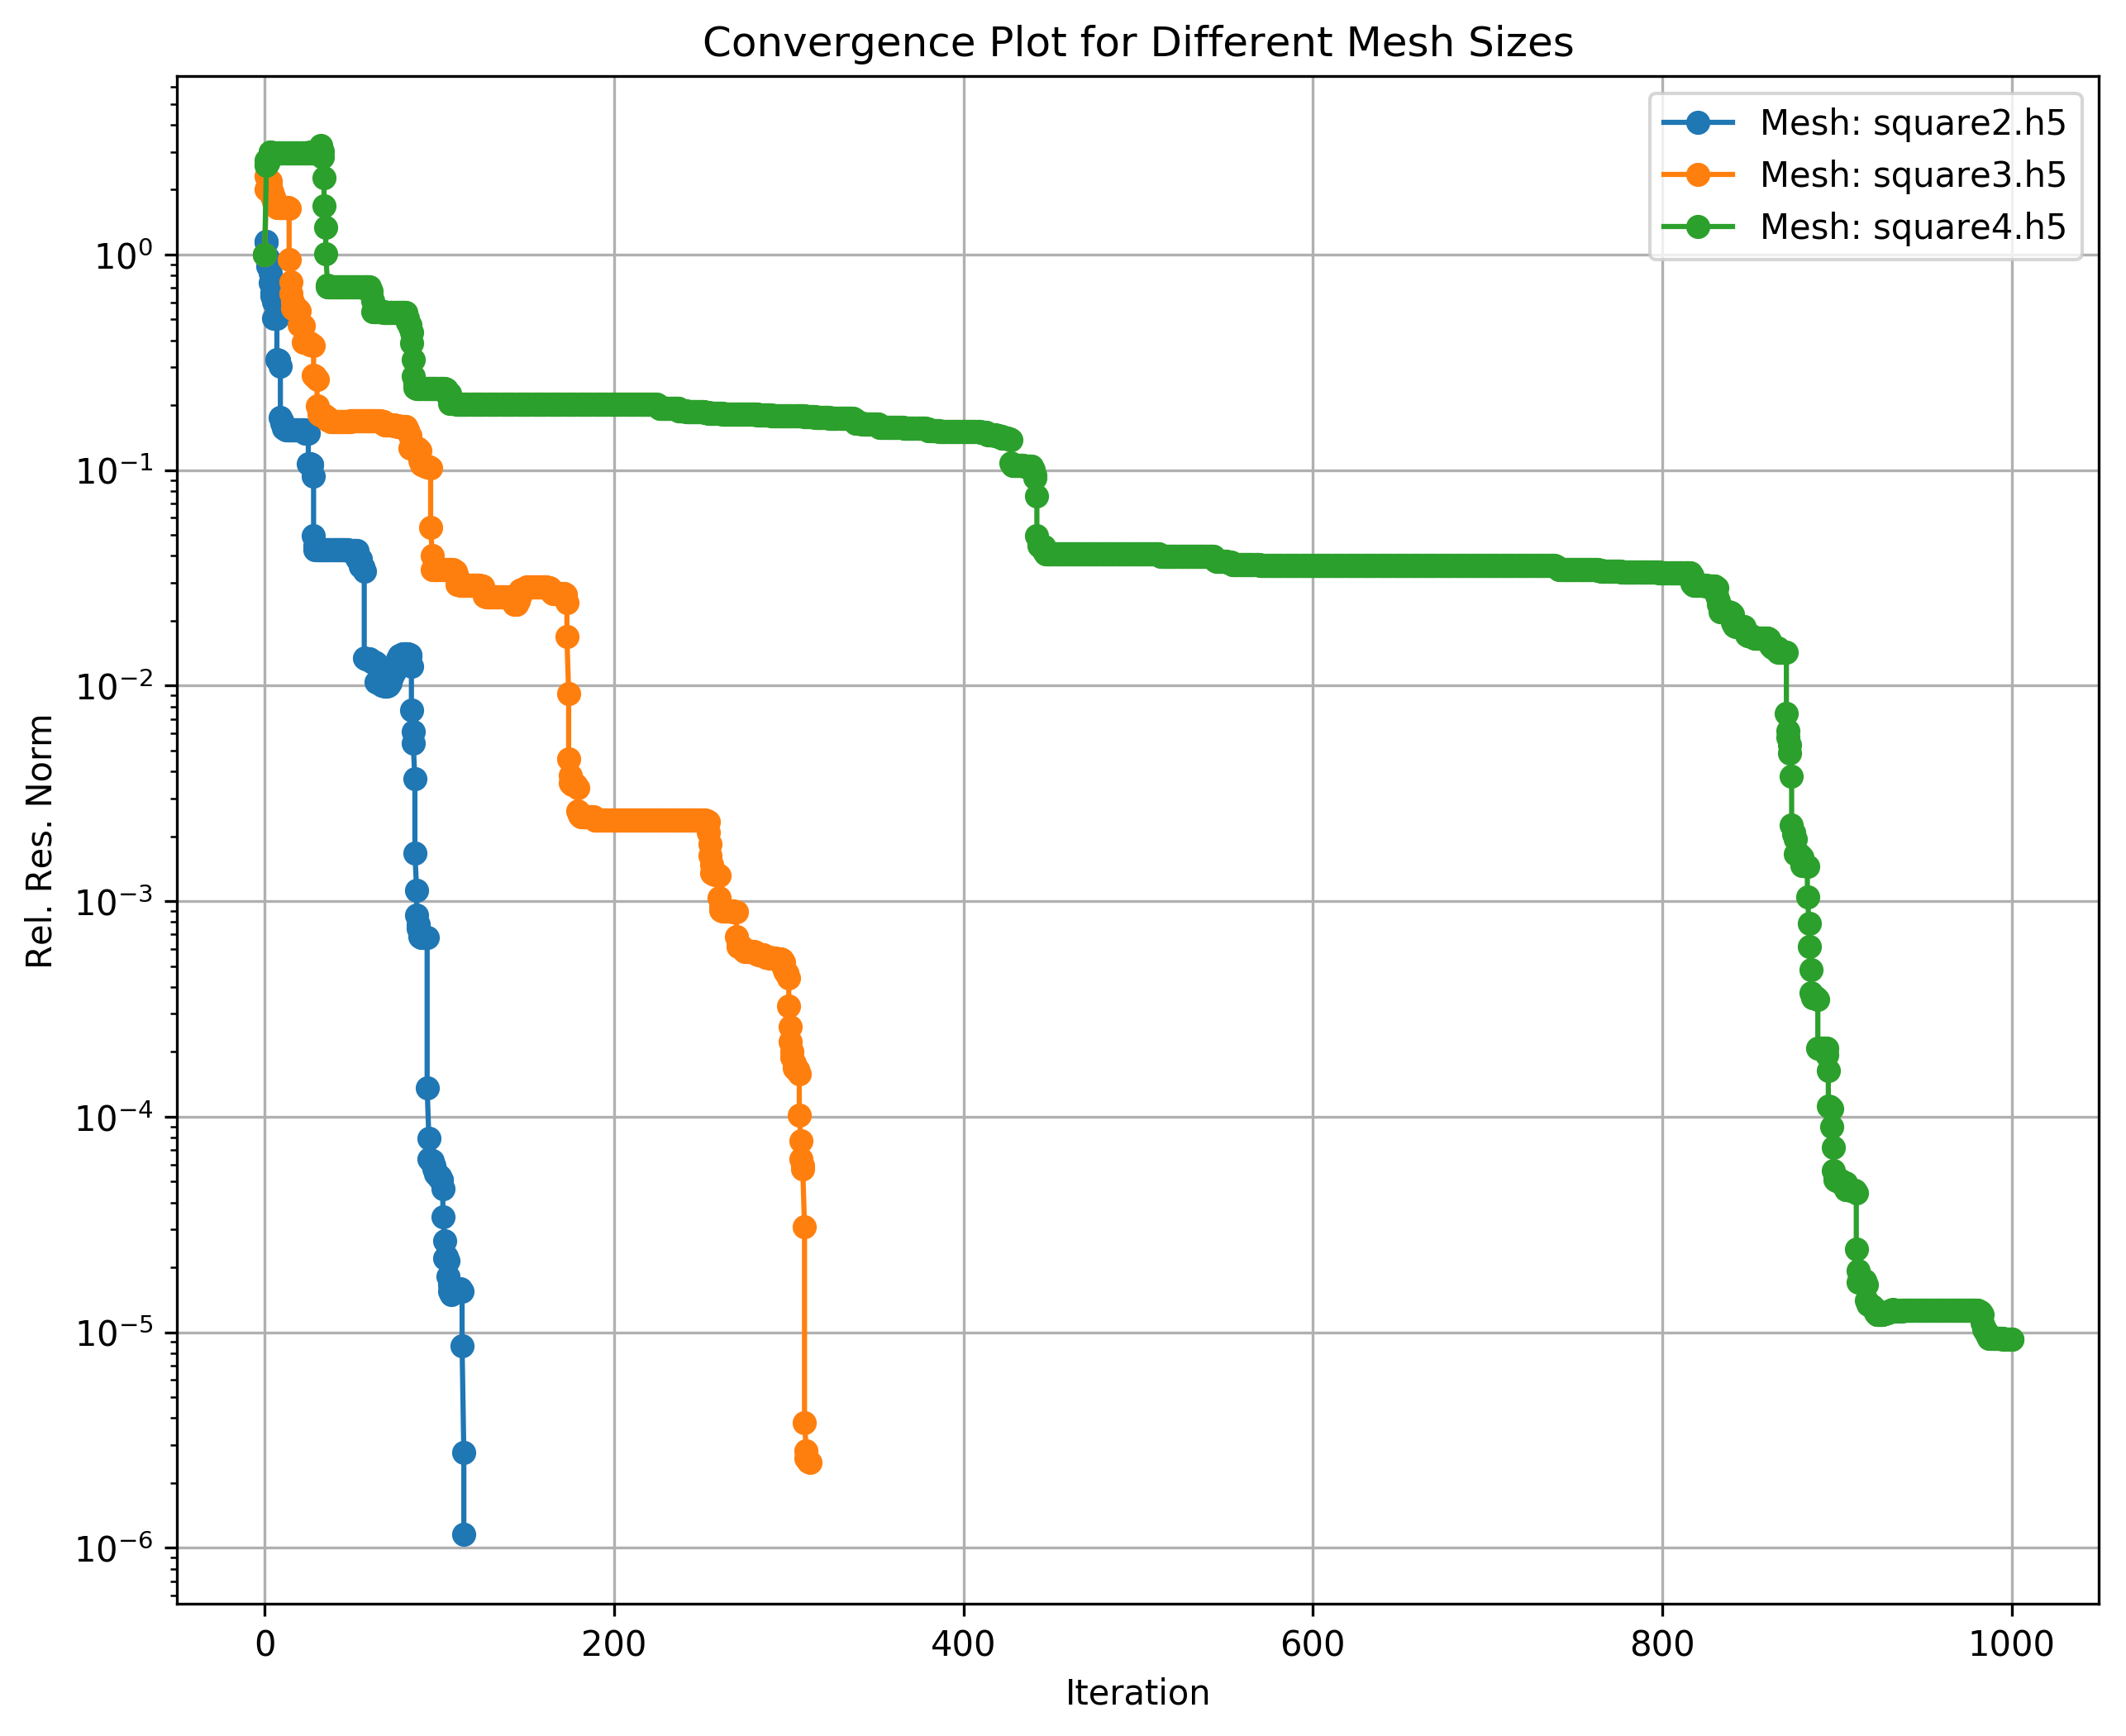 Convergence Plot for Different Mesh Sizes
Mesh: square2.h5
Mesh: square3.h5
Mesh: square4.h5
Rel. Res. Norm
10⁰
10⁻¹
10⁻²
10⁻³
10⁻⁴
10⁻⁵
10⁻⁶
0 200 400 600 800 1000
Iteration